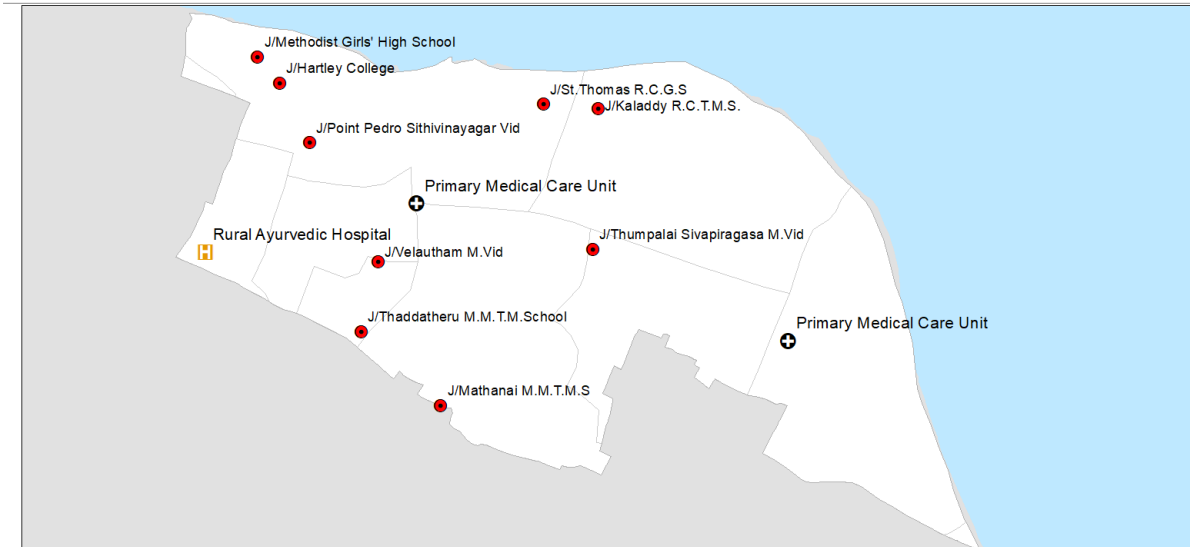 J/Methodist Girls' High School
J/Hartley College
J/St.Thomas R.C.G.S
J/Kaladdy R.C.T.M.S.
J/Point Pedro Sithivinayagar Vid
Primary Medical Care Unit
Rural Ayurvedic Hospital
H
J/Thumpalai Sivapiragasa M.Vid
J/Velautham M.Vid
J/Thaddatheru M.M.T.M.School
Primary Medical Care Unit
J/Mathanai M.M.T.M.S